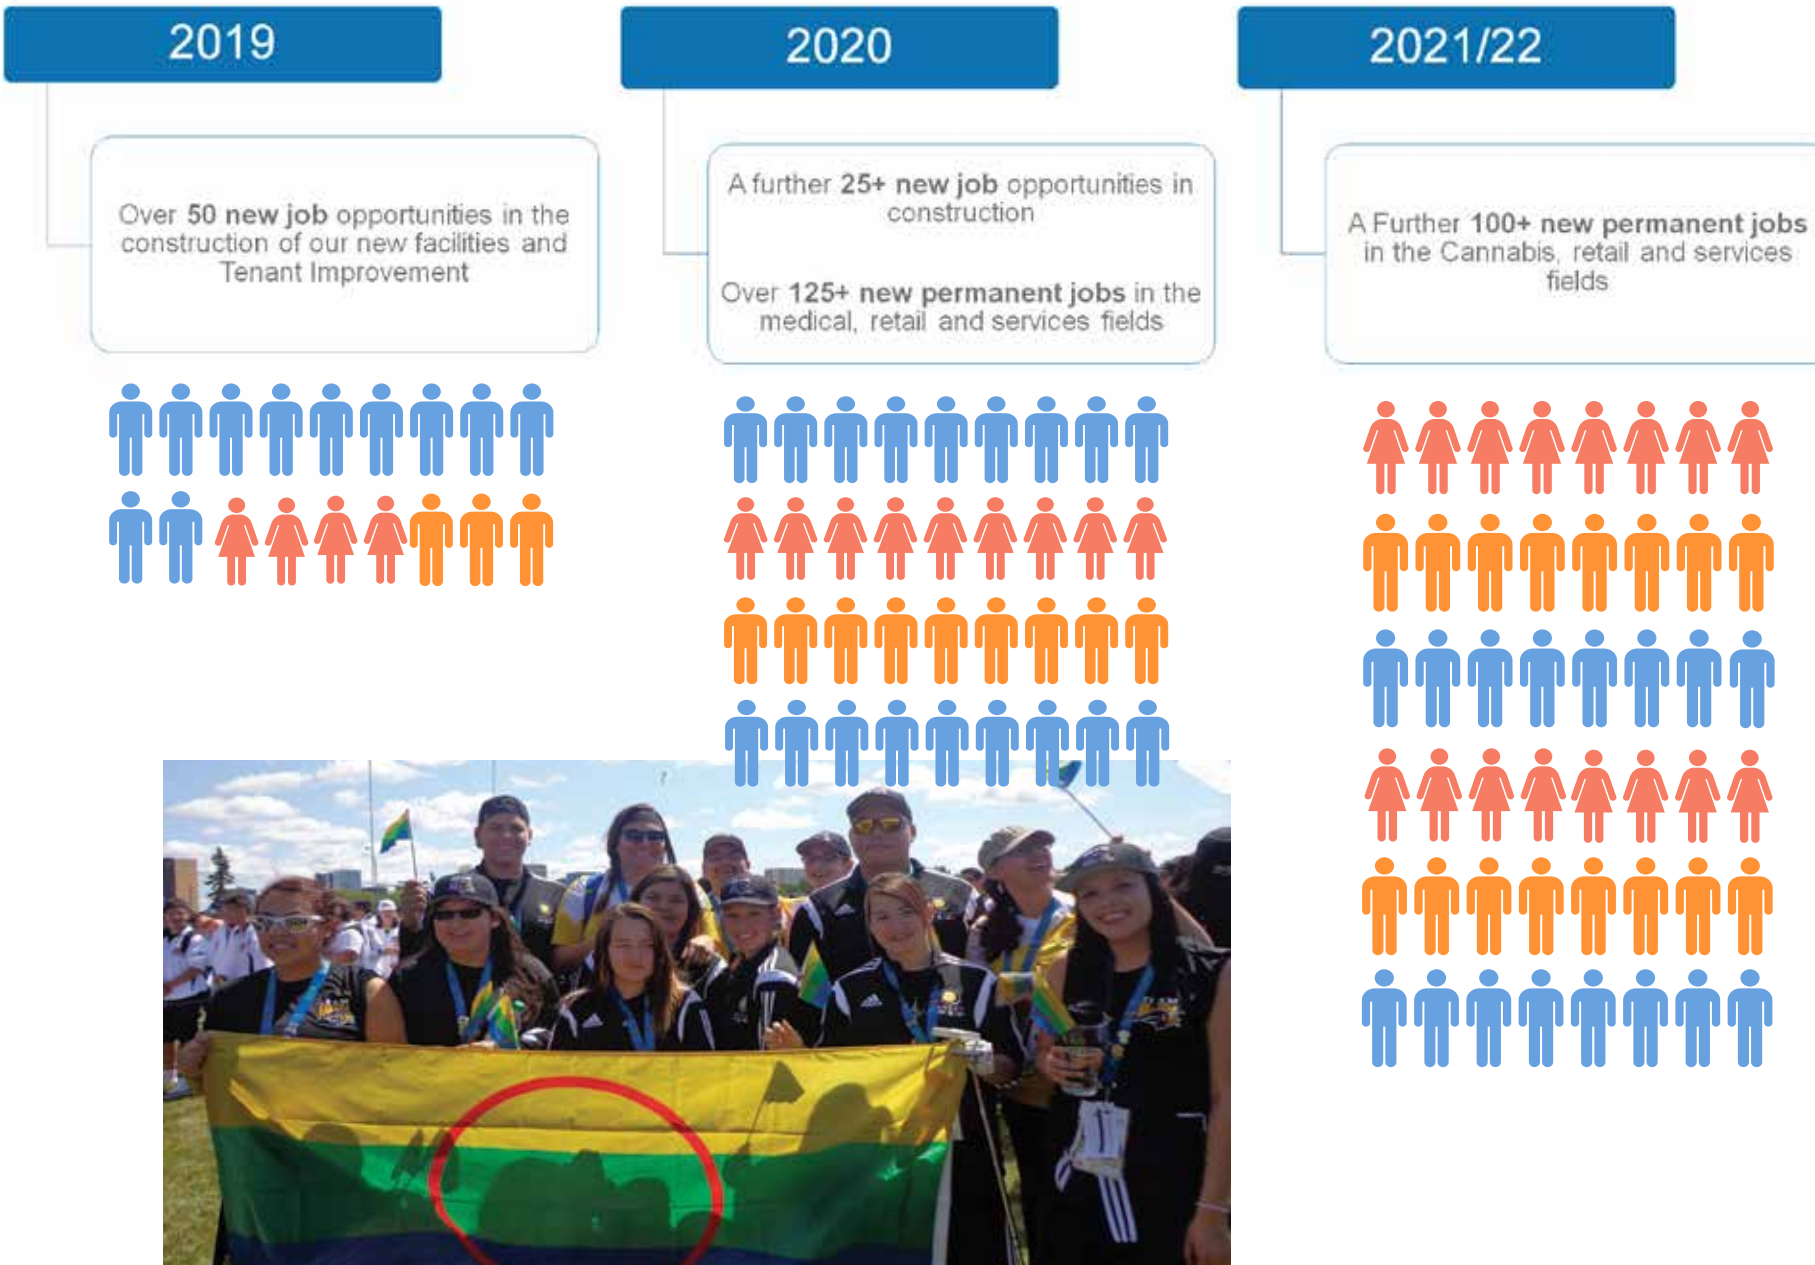 2019
Over 50 new job opportunities in the
construction of our new facilities and
Tenant Improvement
2020
A further 25+ new job opportunities in
construction
Over 125+ new permanent jobs in the
medical, retail and services fields
2021/22
A Further 100+ new permanent jobs
in the Cannabis, retail and services
fields
TEAM